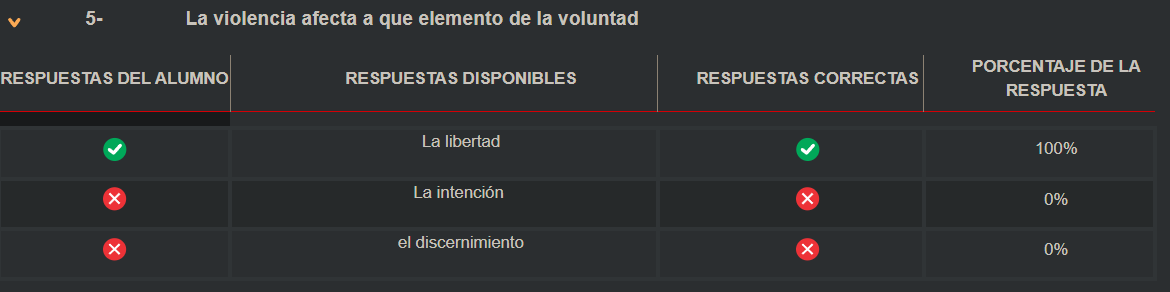 5- La violencia afecta a que elemento de la voluntad
RESPUESTAS DEL ALUMNO RESPUESTAS DISPONIBLES RESPUESTAS CORRECTAS PORCENTAJE DE LA
RESPUESTA
La libertad 100%
La intención 0%
el discernimiento 0%